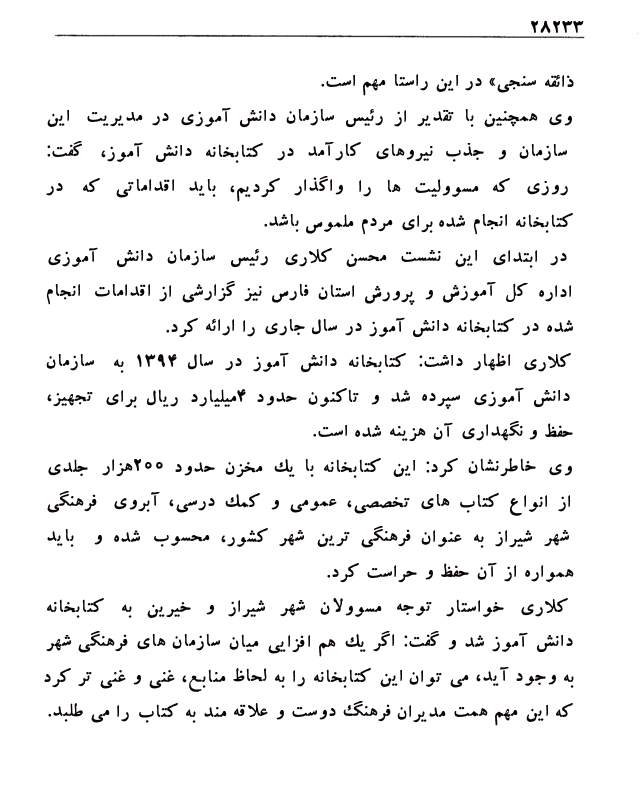 ۲۸۲۳۳
ذائقه سنجی» در این راستا مهم است.
وی همچنین با تقدیر از رئیس سازمان دانش آموزی در مدیریت این
سازمان و جذب نیروهای کارآمد در کتابخانه دانش آموز، گفت:
روزی که مسوولیت ها را واگذار کردیم، باید اقداماتی که در
کتابخانه انجام شده برای مردم ملموس باشد.
در ابتدای این نشست محسن کلاری رئیس سازمان دانش آموزی
اداره کل آموزش و پرورش استان فارس نیز گزارشی از اقدامات انجام
شده در کتابخانه دانش آموز در سال جاری را ارائه کرد.
کلاری اظهار داشت: کتابخانه دانش آموز در سال ۱۳۹۴ به سازمان
دانش آموزی سپرده شد و تاکنون حدود ۴میلیارد ریال برای تجهیز،
حفظ و نگهداری آن هزینه شده است.
وی خاطرنشان کرد: این کتابخانه با یك مخزن حدود ۲۰۰هزار جلدی
از انواع کتاب های تخصصی، عمومی و کمك درسی، آبروی فرهنگی
شهر شیراز به عنوان فرهنگی ترین شهر کشور، محسوب شده و باید
همواره از آن حفظ و حراست کرد.
کلاری خواستار توجه مسوولان شهر شیراز و خیرین به کتابخانه
دانش آموز شد و گفت: اگر یك هم افزایی میان سازمان های فرهنگی شهر
به وجود آید، می توان این کتابخانه را به لحاظ منابع، غنی و غنی تر کرد
که این مهم همت مدیران فرهنگ دوست و علاقه مند به کتاب را می طلبد.